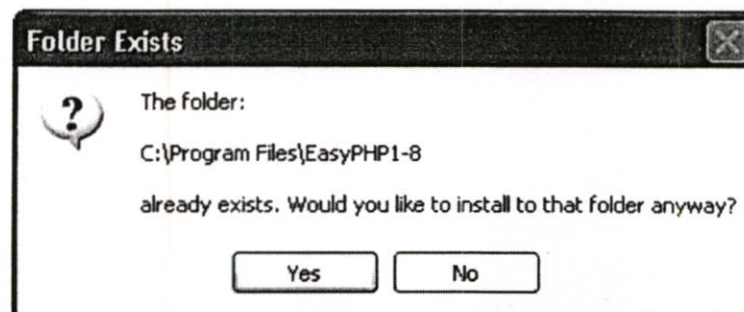 Folder Exists
The folder:
C:\Program Files\EasyPHP1-8
already exists. Would you like to install to that folder anyway?
Yes
No